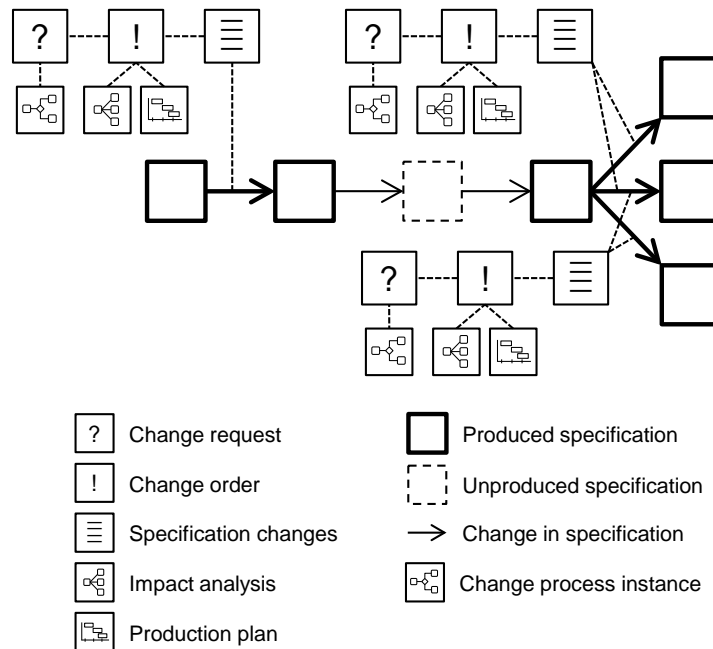 ? !
? !
? !
? Change request
! Change order
Specification changes
Impact analysis
Production plan
Produced specification
Unproduced specification
Change in specification
Change process instance